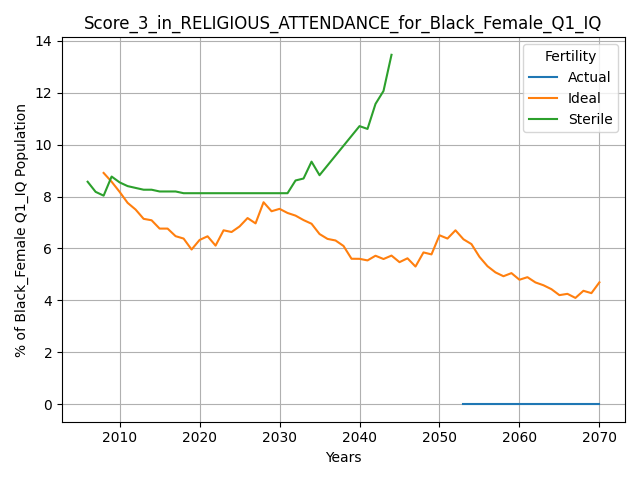 Score_3_in_RELIGIOUS_ATTENDANCE_for_Black_Female_Q1_IQ
Fertility
Actual
Ideal
Sterile
% of Black_Female Q1_IQ Population
14
12
10
8
6
4
2
0
2010 2020 2030 2040 2050 2060 2070
Years